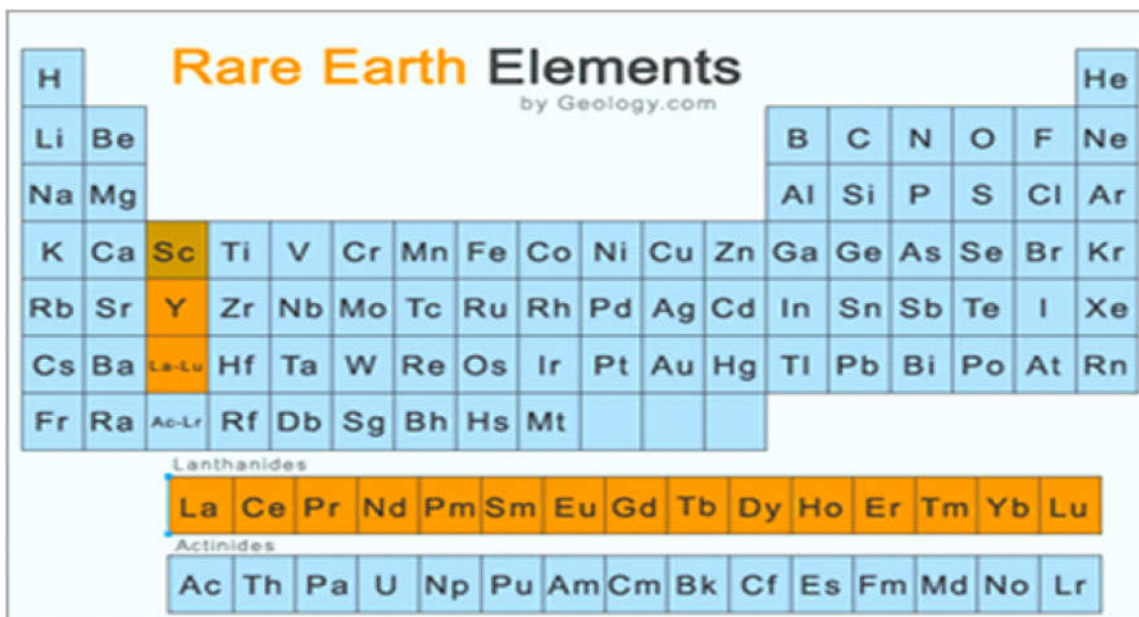 Rare Earth Elements
by Geology.com
H He
Li Be B C N O F Ne
Na Mg Al Si P S Cl Ar
K Ca Sc Ti V Cr Mn Fe Co Ni Cu Zn Ga Ge As Se Br Kr
Rb Sr Y Zr Nb Mo Tc Ru Rh Pd Ag Cd In Sn Sb Te I Xe
Cs Ba La-Lu Hf Ta W Re Os Ir Pt Au Hg Tl Pb Bi Po At Rn
Fr Ra Ac-Lr Rf Db Sg Bh Hs Mt
Lanthanides
La Ce Pr Nd Pm Sm Eu Gd Tb Dy Ho Er Tm Yb Lu
Actinides
Ac Th Pa U Np Pu Am Cm Bk Cf Es Fm Md No Lr